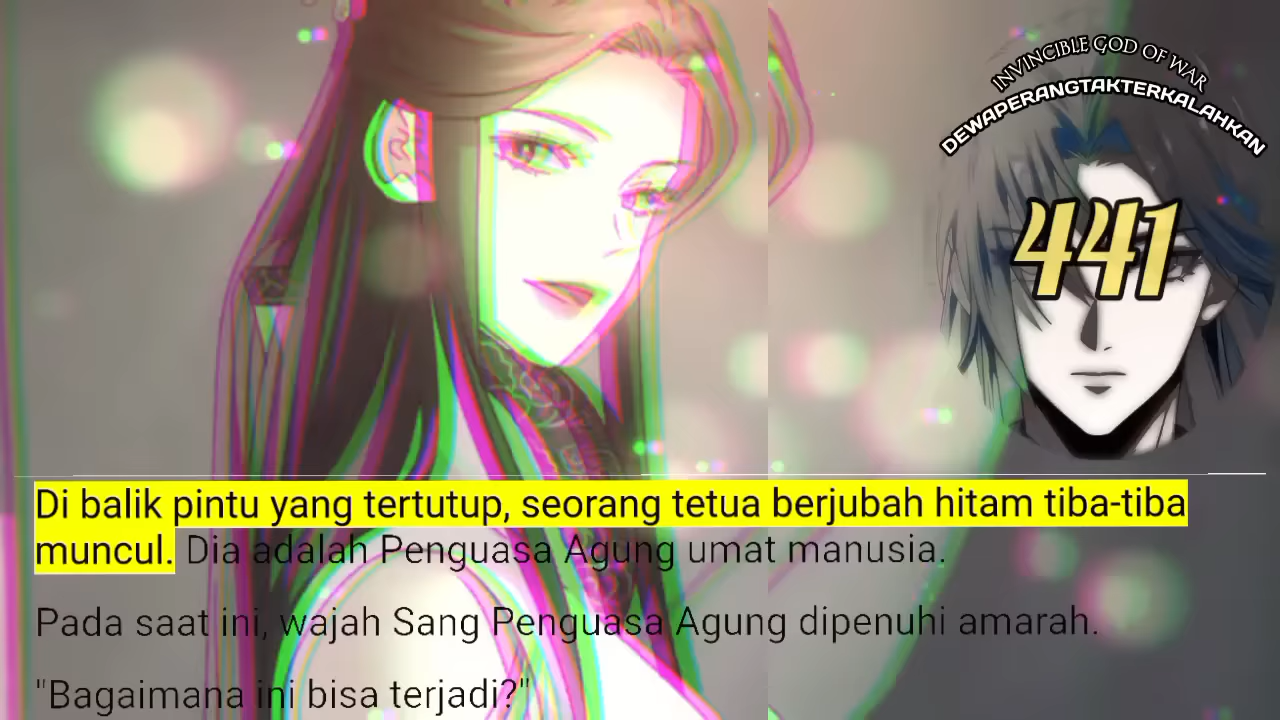 INVINCIBLE GOD OF WAR
DEWAPERANGTAKTERKALAHKAN
441
Di balik pintu yang tertutup, seorang tetua berjubah hitam tiba-tiba
muncul. Dia adalah Penguasa Agung umat manusia.
Pada saat ini, wajah Sang Penguasa Agung dipenuhi amarah.
"Bagaimana ini bisa terjadi?"